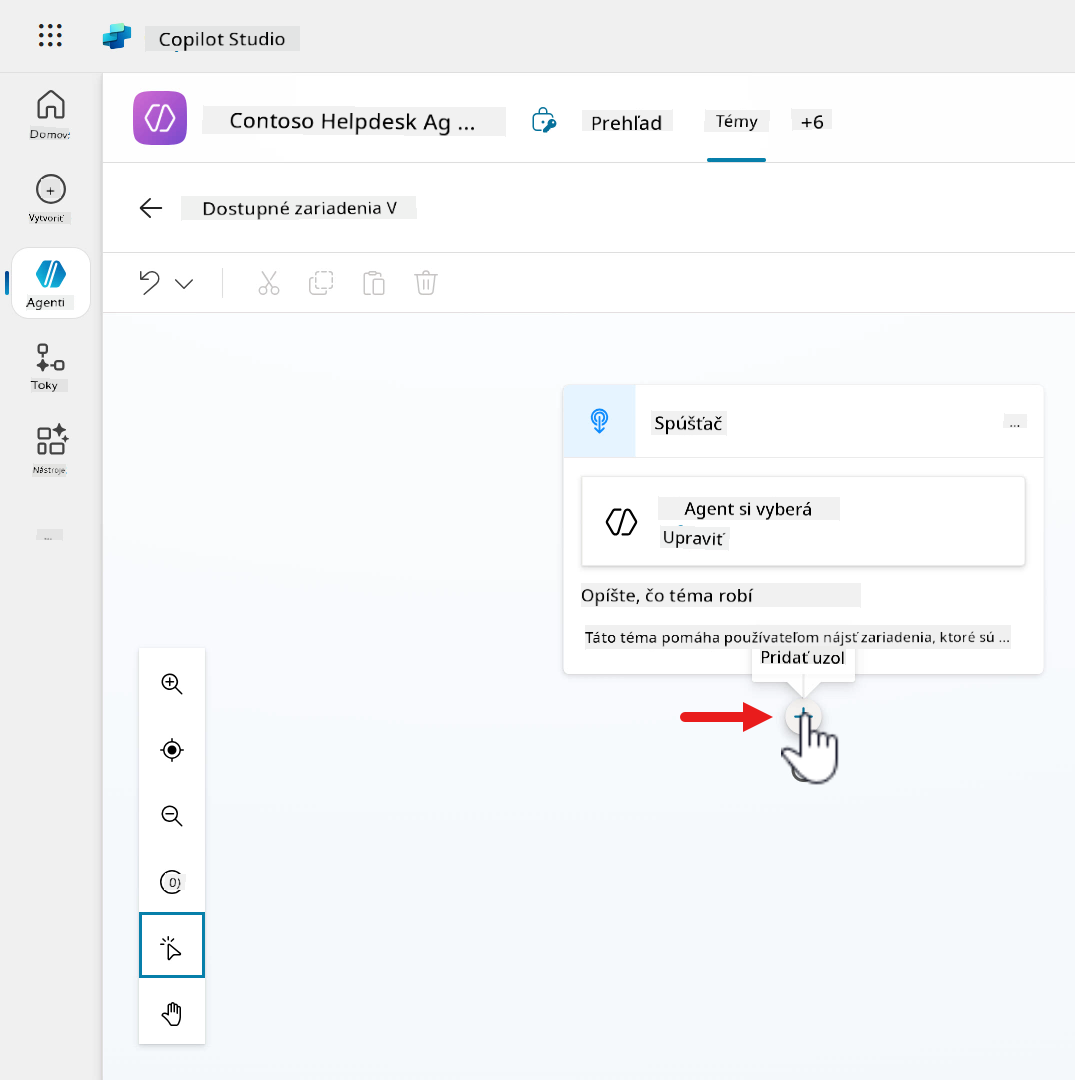 Copilot Studio
Contoso Helpdesk Ag ...
Prehľad
Témy
+6
Domov:
Vytvoriť
Dostupné zariadenia V
Agenti
Toky
Nástroje
...
Spúšťač
...
Agent si vyberá
Upraviť
Opíšte, čo téma robí
Táto téma pomáha používateľom nájsť zariadenia, ktoré sú ...
Pridať uzol
0)